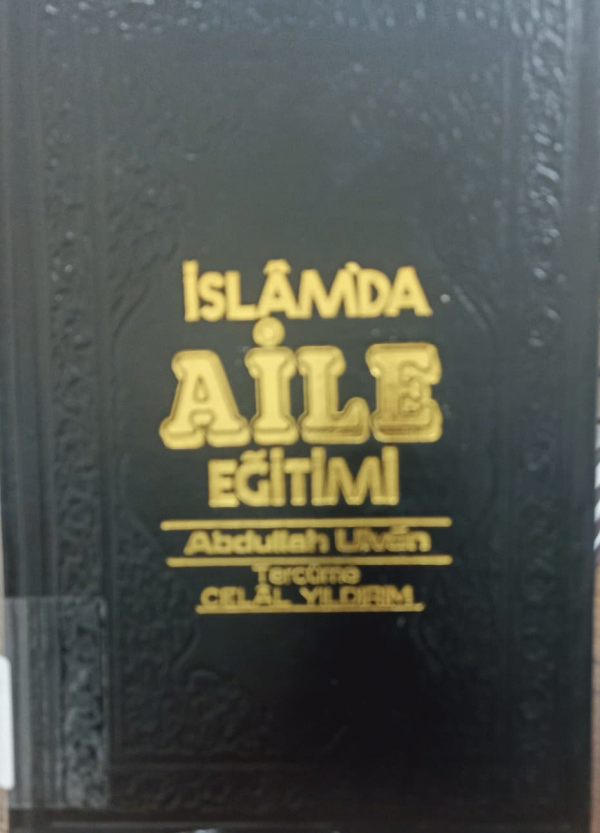 İSLÂM'DA
AİLE
EĞİTİMİ
Abdullah Ulvân
Tercüme
CELÂL YILDIRIM